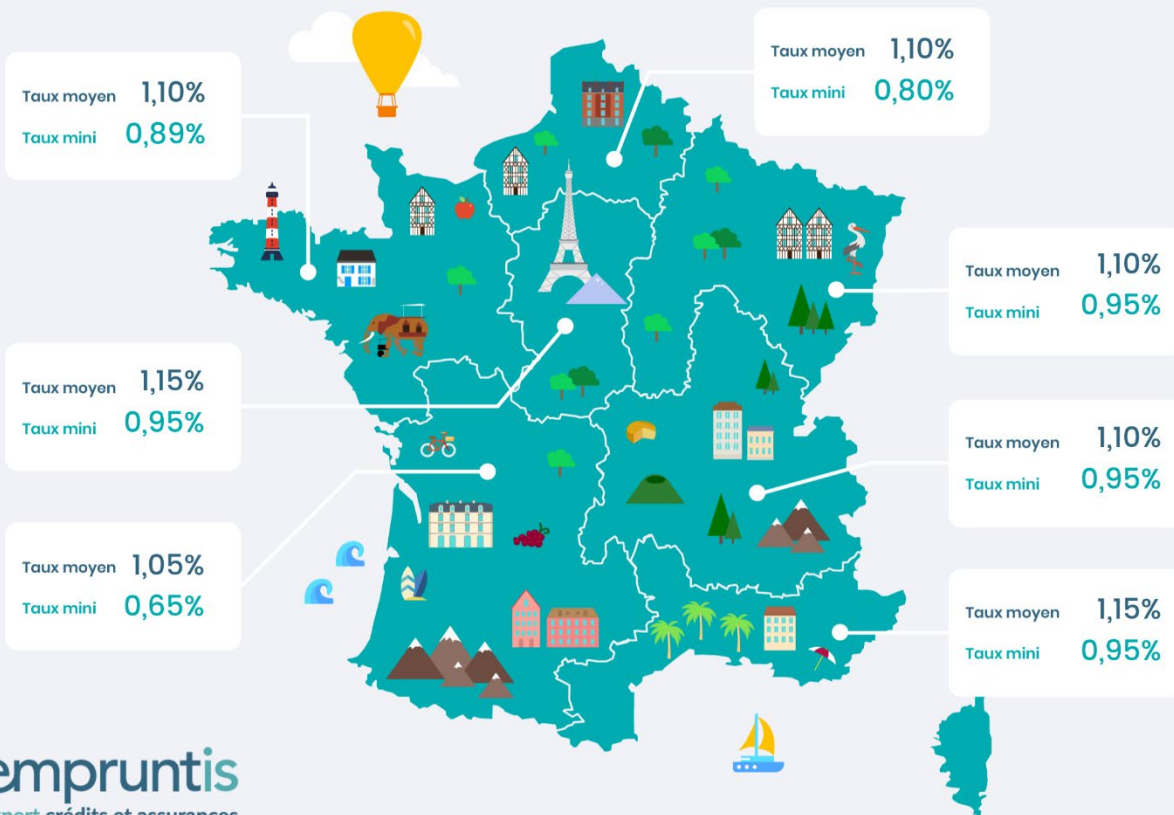 Taux moyen 1,10%
Taux mini 0,80%
Taux moyen 1,10%
Taux mini 0,89%
Taux moyen 1,10%
Taux mini 0,95%
Taux moyen 1,15%
Taux mini 0,95%
Taux moyen 1,10%
Taux mini 0,95%
Taux moyen 1,05%
Taux mini 0,65%
Taux moyen 1,15%
Taux mini 0,95%
empruntis
crédits et assurances